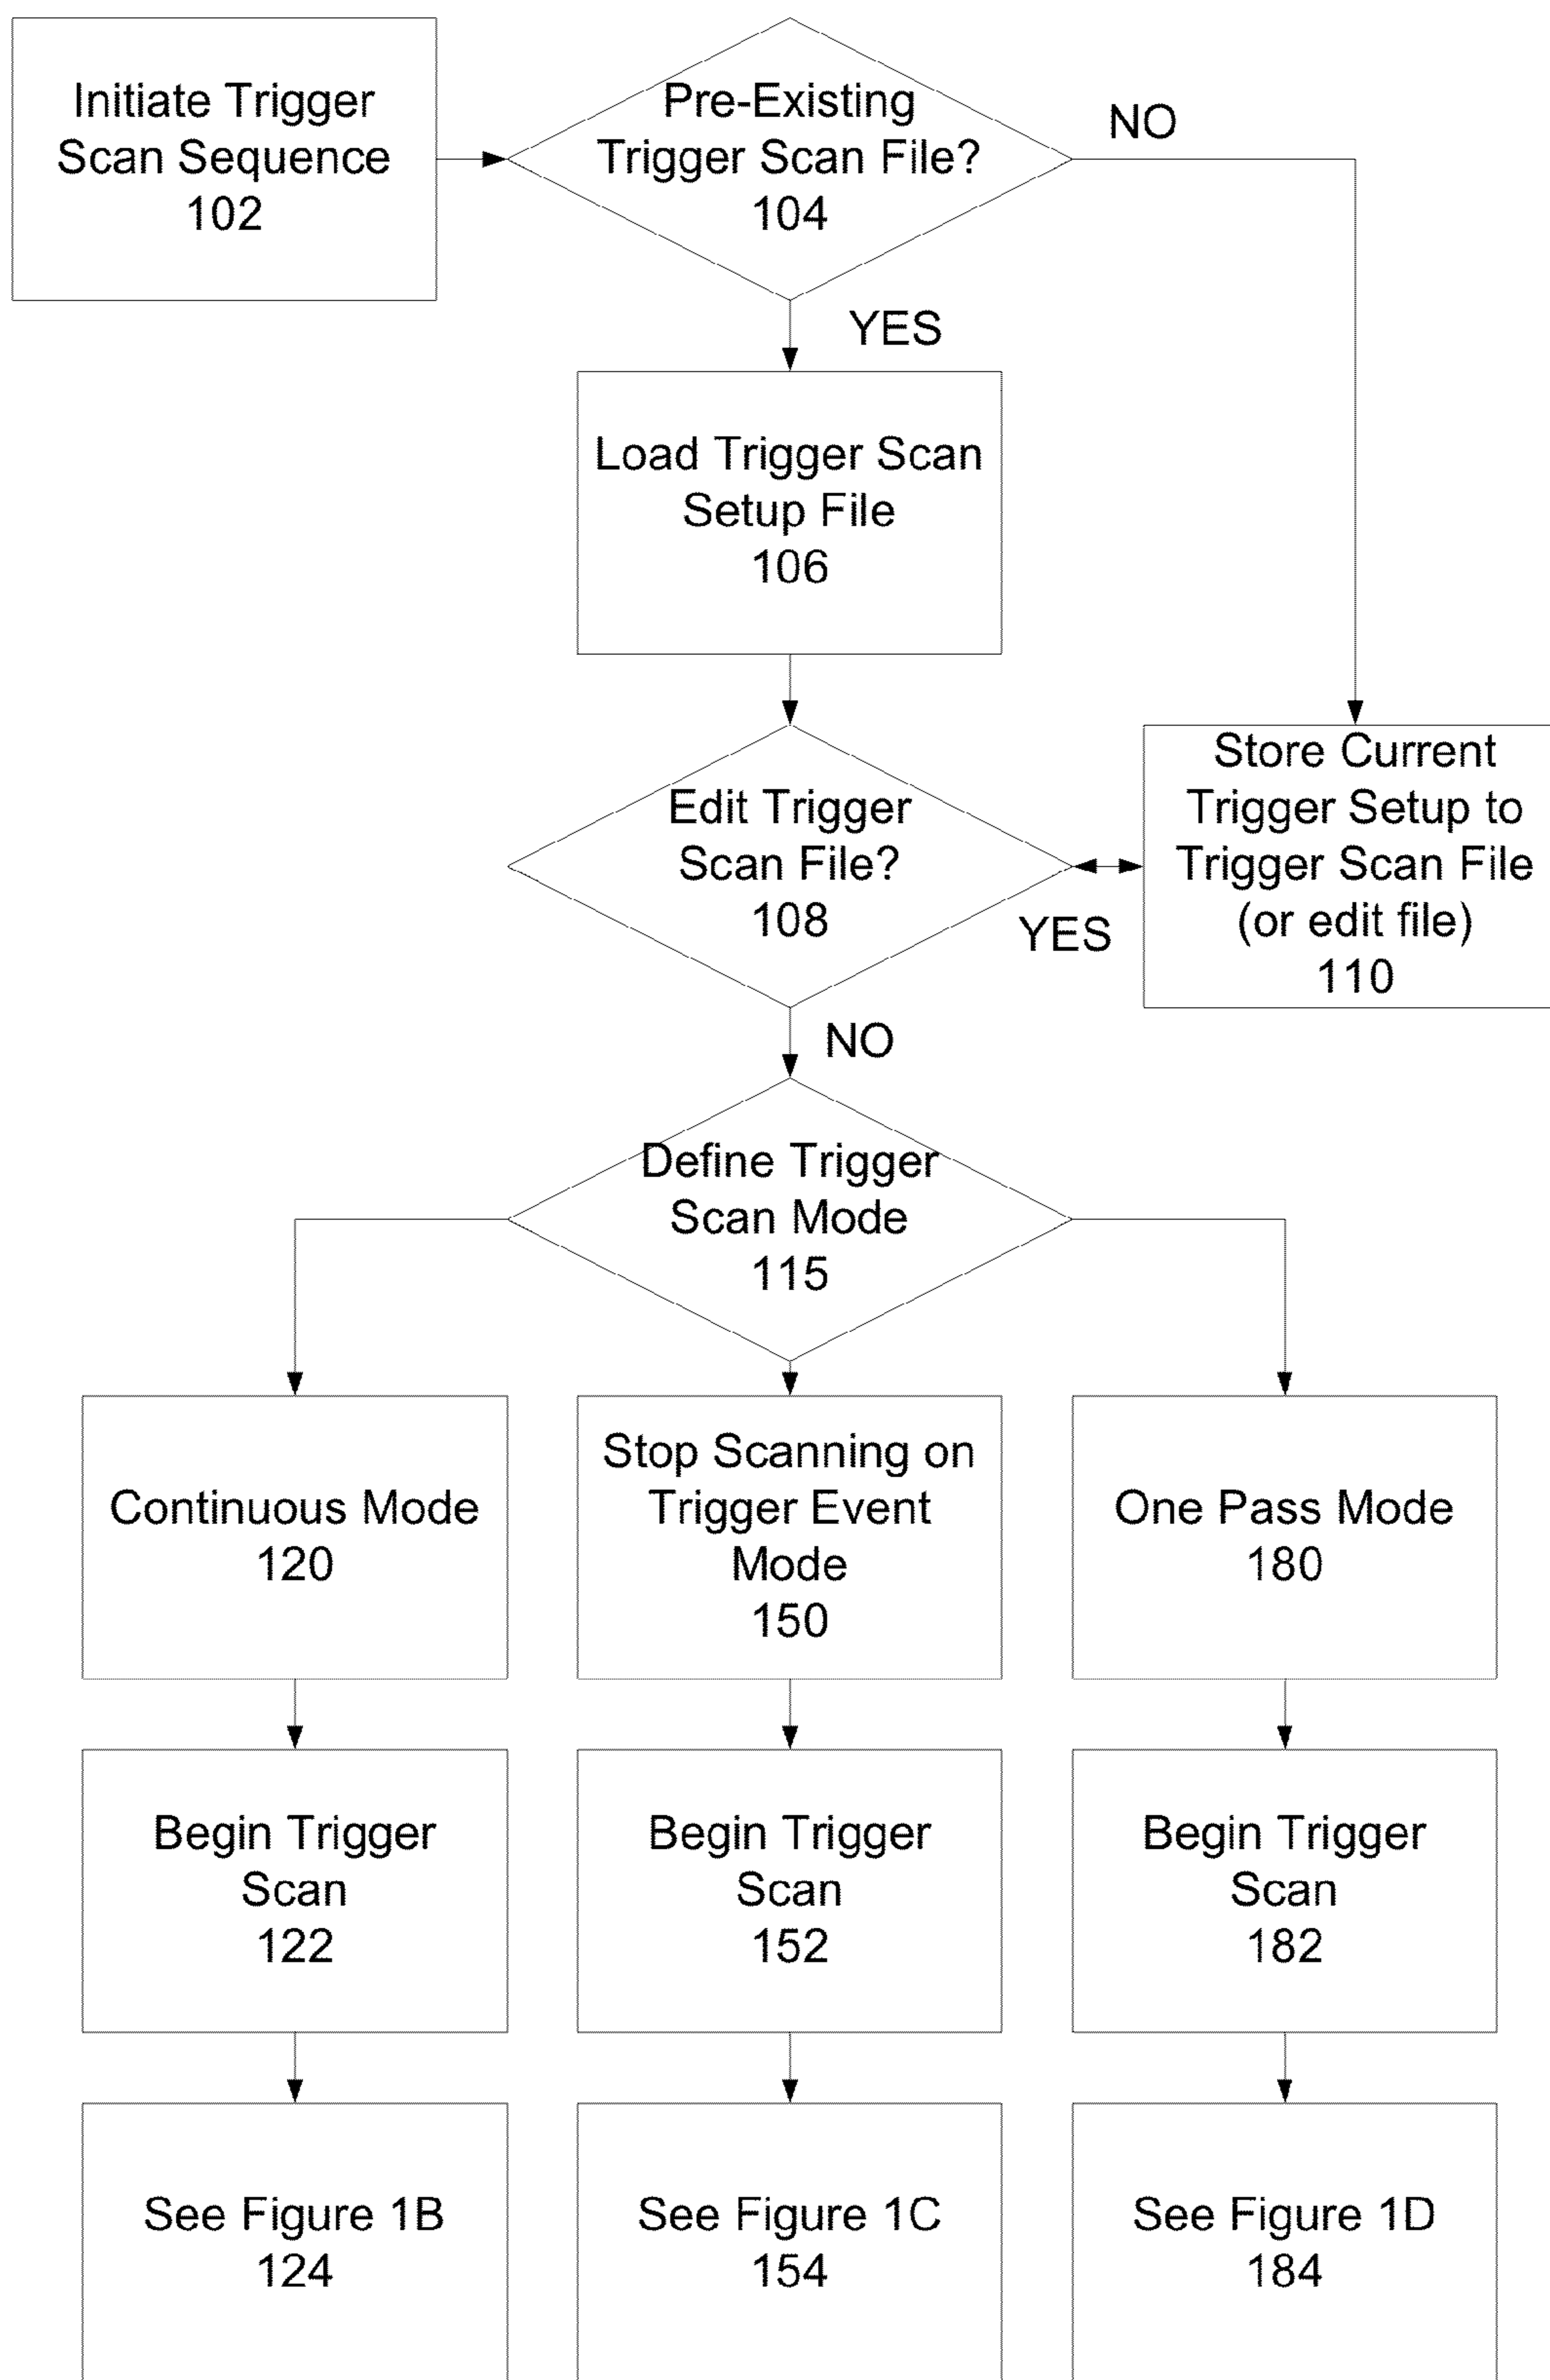 Initiate Trigger
Scan Sequence
102
Pre-Existing
Trigger Scan File?
104
NO
YES
Load Trigger Scan
Setup File
106
Edit Trigger
Scan File?
108
YES
Store Current
Trigger Setup to
Trigger Scan File
(or edit file)
110
NO
Define Trigger
Scan Mode
115
Continuous Mode
120
Stop Scanning on
Trigger Event
Mode
150
One Pass Mode
180
Begin Trigger
Scan
122
Begin Trigger
Scan
152
Begin Trigger
Scan
182
See Figure 1B
124
See Figure 1C
154
See Figure 1D
184